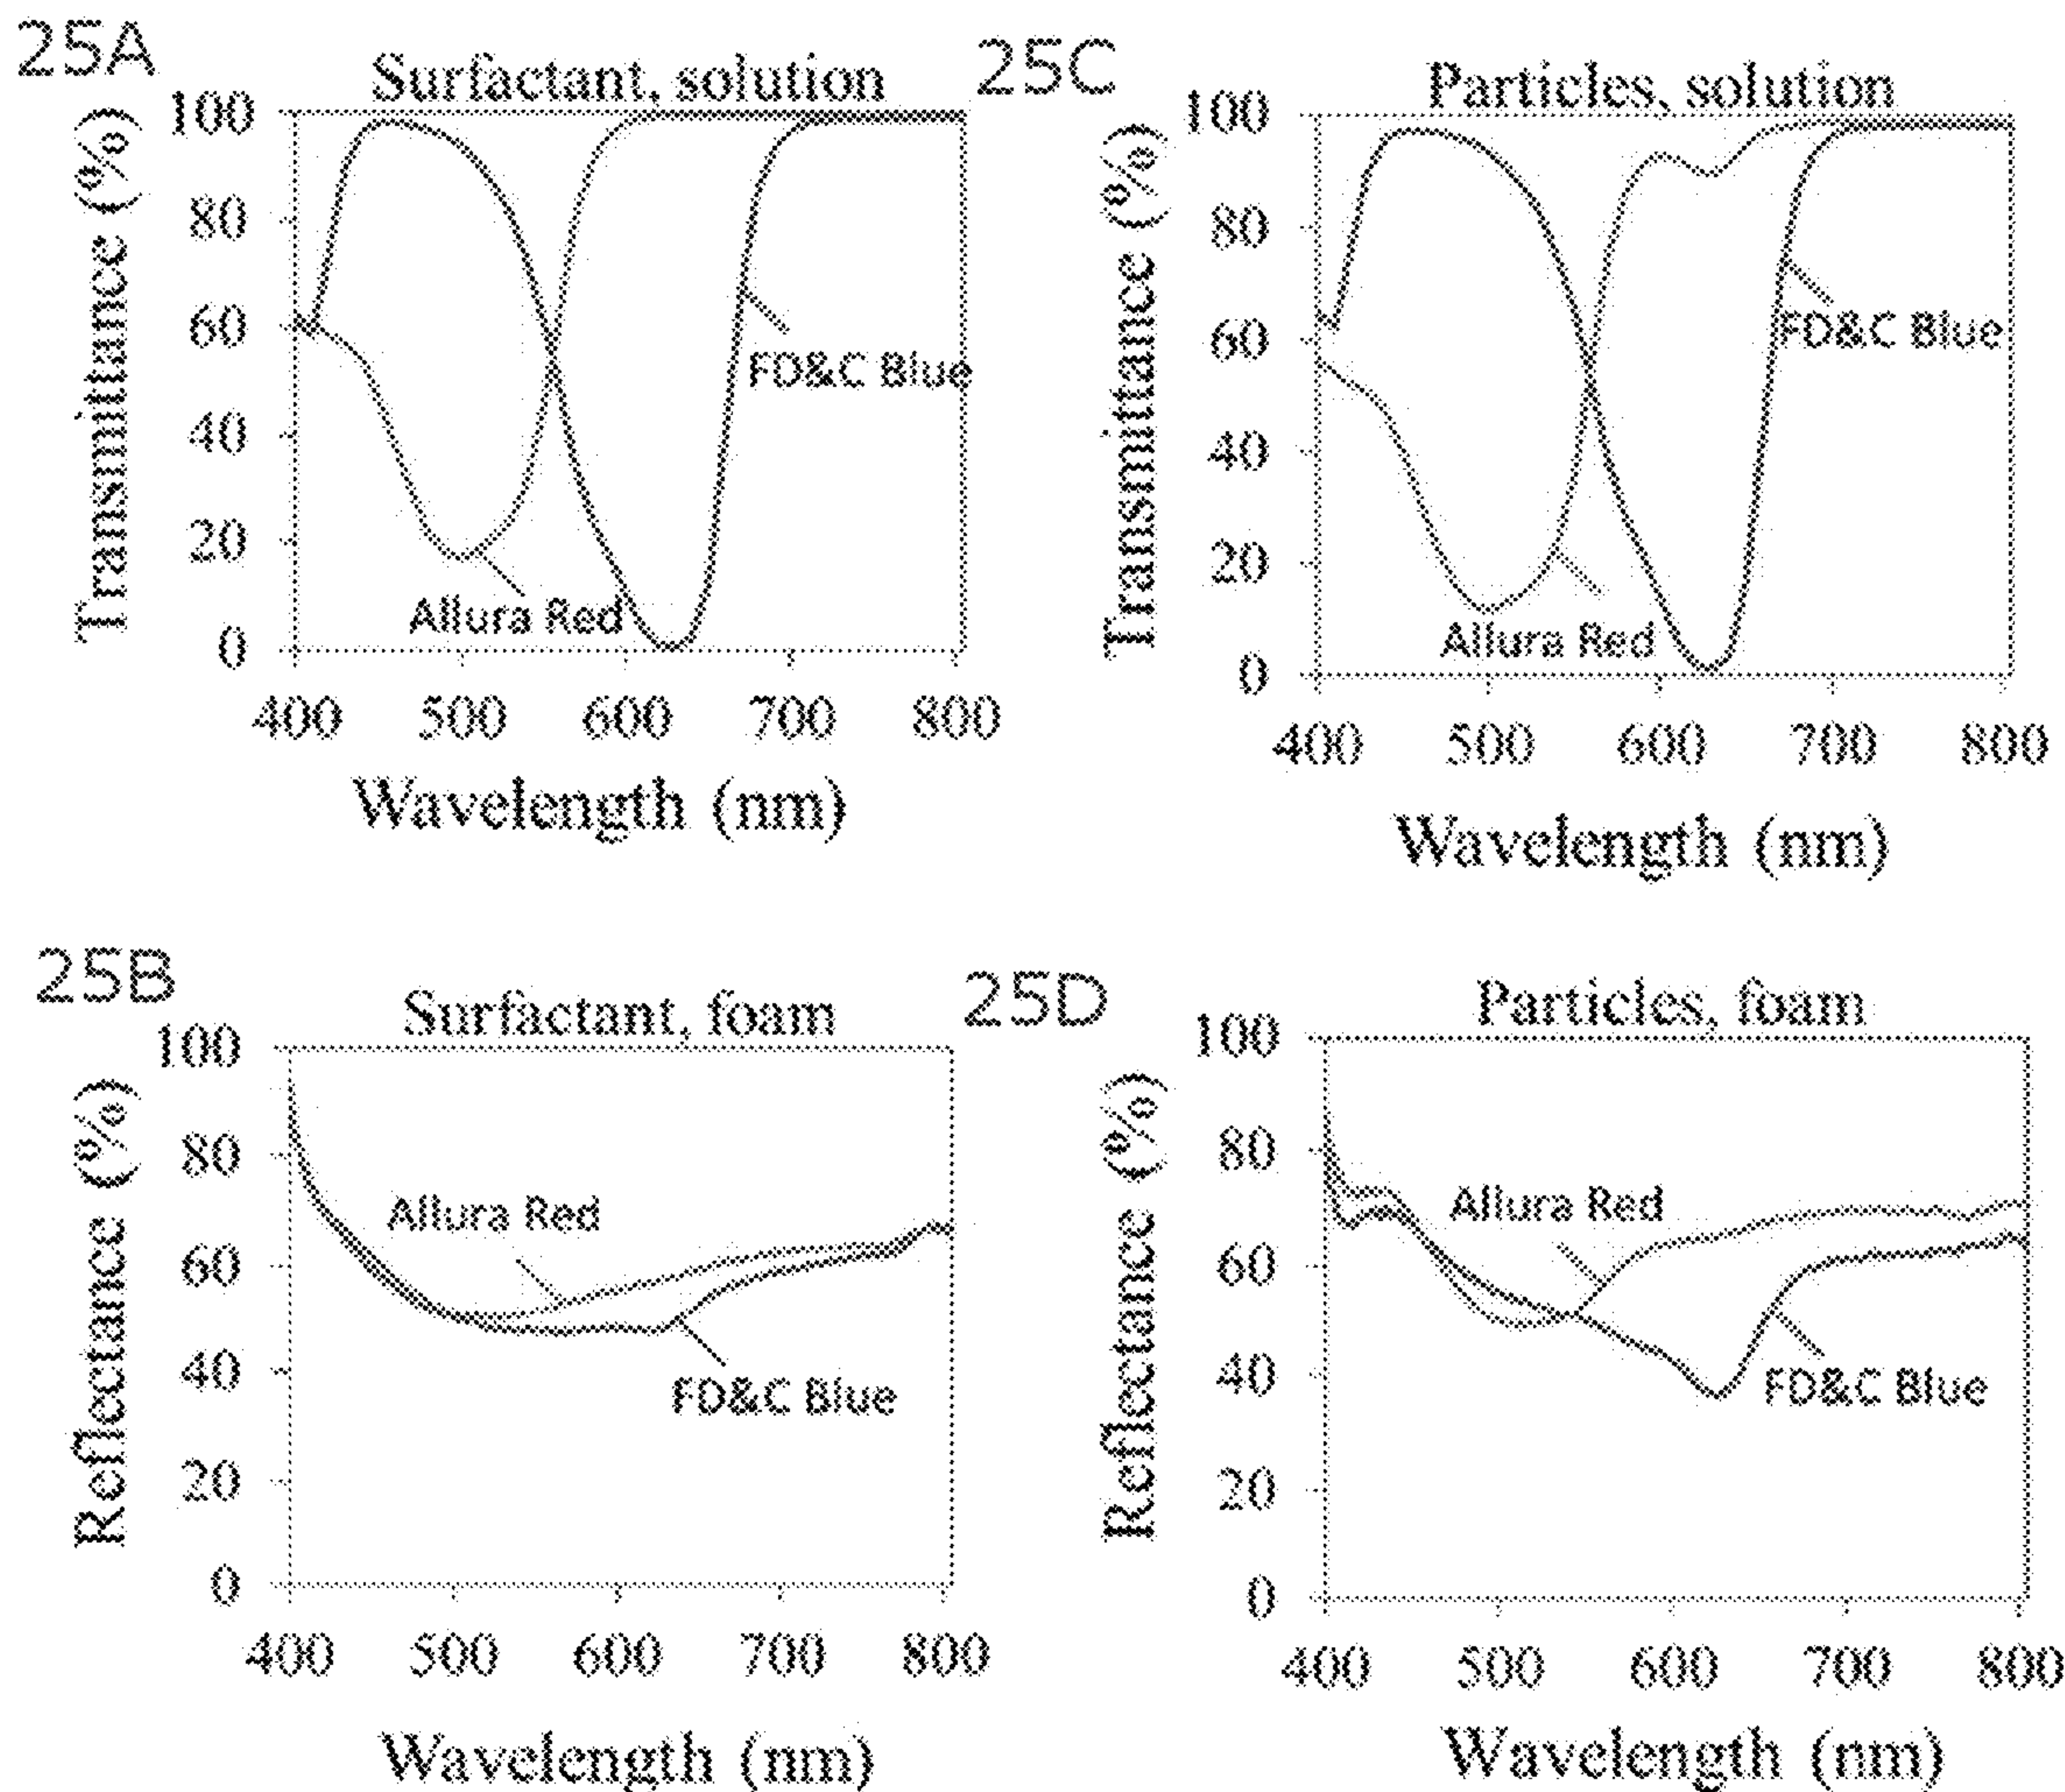 25A
Surfactant, solution
Transmittance (%)
100
80
60
40
20
0
FD&C Blue
Allura Red
400 500 600 700 800
Wavelength (nm)
25C
Particles, solution
Transmittance (%)
100
80
60
40
20
0
FD&C Blue
Allura Red
400 500 600 700 800
Wavelength (nm)
25B
Surfactant, foam
Reflectance (%)
100
80
60
40
20
0
Allura Red
FD&C Blue
400 500 600 700 800
Wavelength (nm)
25D
Particles, foam
Reflectance (%)
100
80
60
40
20
0
Allura Red
FD&C Blue
400 500 600 700 800
Wavelength (nm)